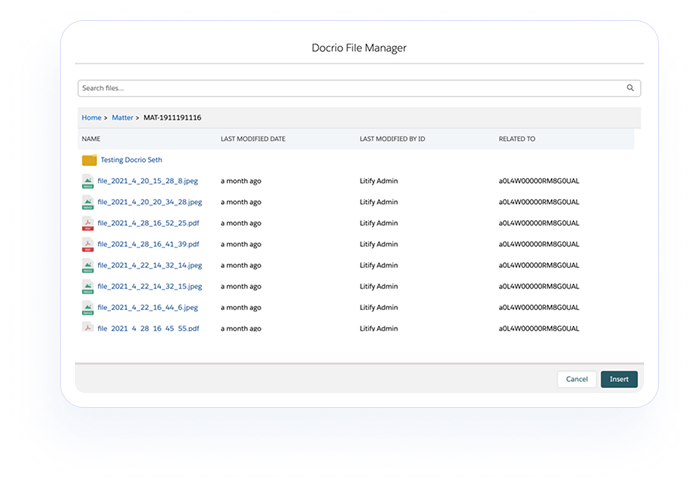 Docrio File Manager
Search files...
Home > Matter > MAT-1911191116
NAME LAST MODIFIED DATE LAST MODIFIED BY ID RELATED TO
Testing Docrio Seth
file_2021_4_20_15_28_8.jpeg a month ago Litify Admin a0L4W00000RM8G0UAL
file_2021_4_20_20_34_28.jpeg a month ago Litify Admin a0L4W00000RM8G0UAL
file_2021_4_28_16_52_25.pdf a month ago Litify Admin a0L4W00000RM8G0UAL
file_2021_4_28_16_41_39.pdf a month ago Litify Admin a0L4W00000RM8G0UAL
file_2021_4_22_14_32_14.jpeg a month ago Litify Admin a0L4W00000RM8G0UAL
file_2021_4_22_14_32_15.jpeg a month ago Litify Admin a0L4W00000RM8G0UAL
file_2021_4_22_16_44_6.jpeg a month ago Litify Admin a0L4W00000RM8G0UAL
file_2021_4_28_16_45_55.pdf a month ago Litify Admin a0L4W00000RM8G0UAL
Cancel Insert